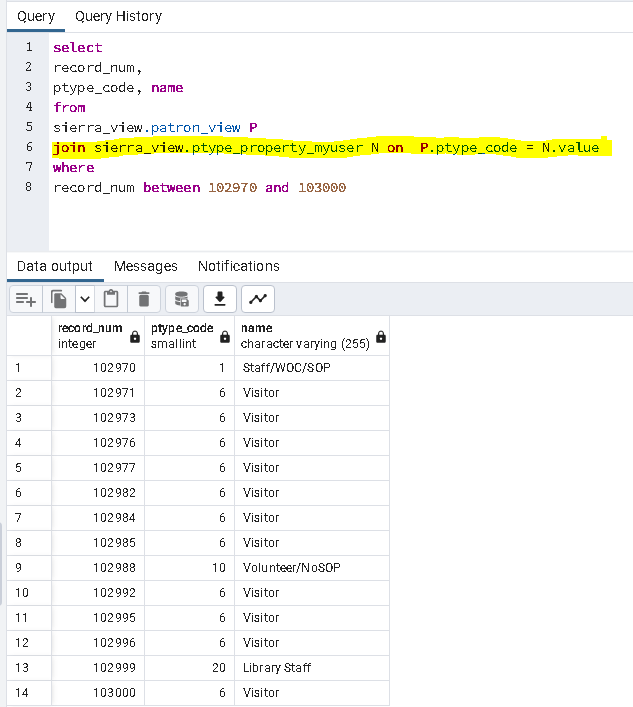 Query Query History
1 select
2 record_num,
3 ptype_code, name
4 from
5 sierra_view.patron_view P
6 join sierra_view.ptype_property_myuser N on P.ptype_code = N.value
7 where
8 record_num between 102970 and 103000
Data output Messages Notifications
record_num ptype_code name
integer smallint character varying (255)
1 102970 1 Staff/WOC/SOP
2 102971 6 Visitor
3 102973 6 Visitor
4 102976 6 Visitor
5 102977 6 Visitor
6 102982 6 Visitor
7 102984 6 Visitor
8 102985 6 Visitor
9 102988 10 Volunteer/NoSOP
10 102992 6 Visitor
11 102995 6 Visitor
12 102996 6 Visitor
13 102999 20 Library Staff
14 103000 6 Visitor